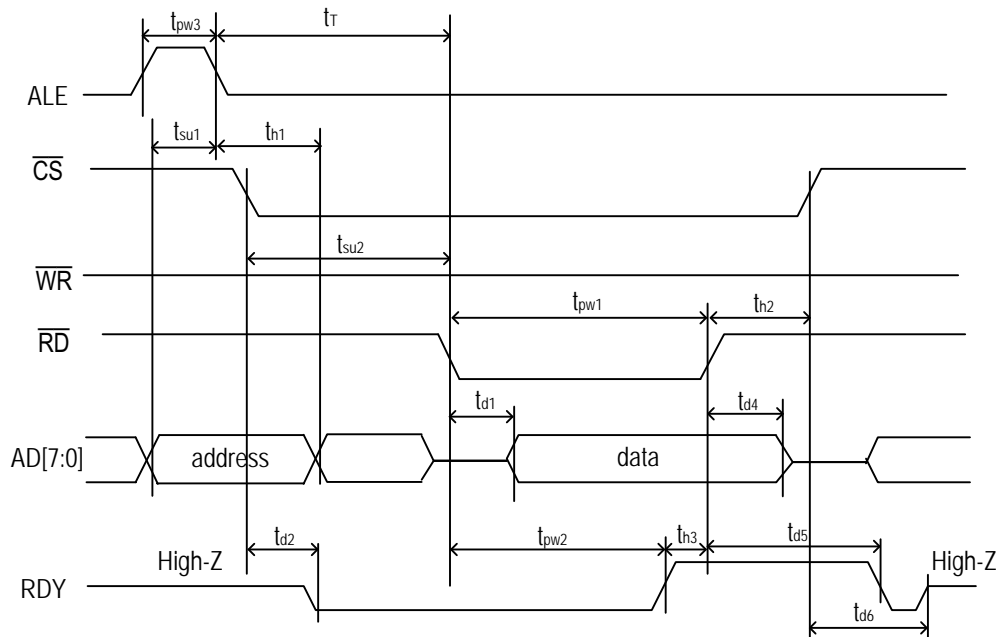 tpw3 tT
ALE
tsu1 th1
CS
tsu2
WR
tpw1 th2
RD
td1 td4
AD[7:0] address data
td2 tpw2 th3 td5
High-Z High-Z
RDY
td6